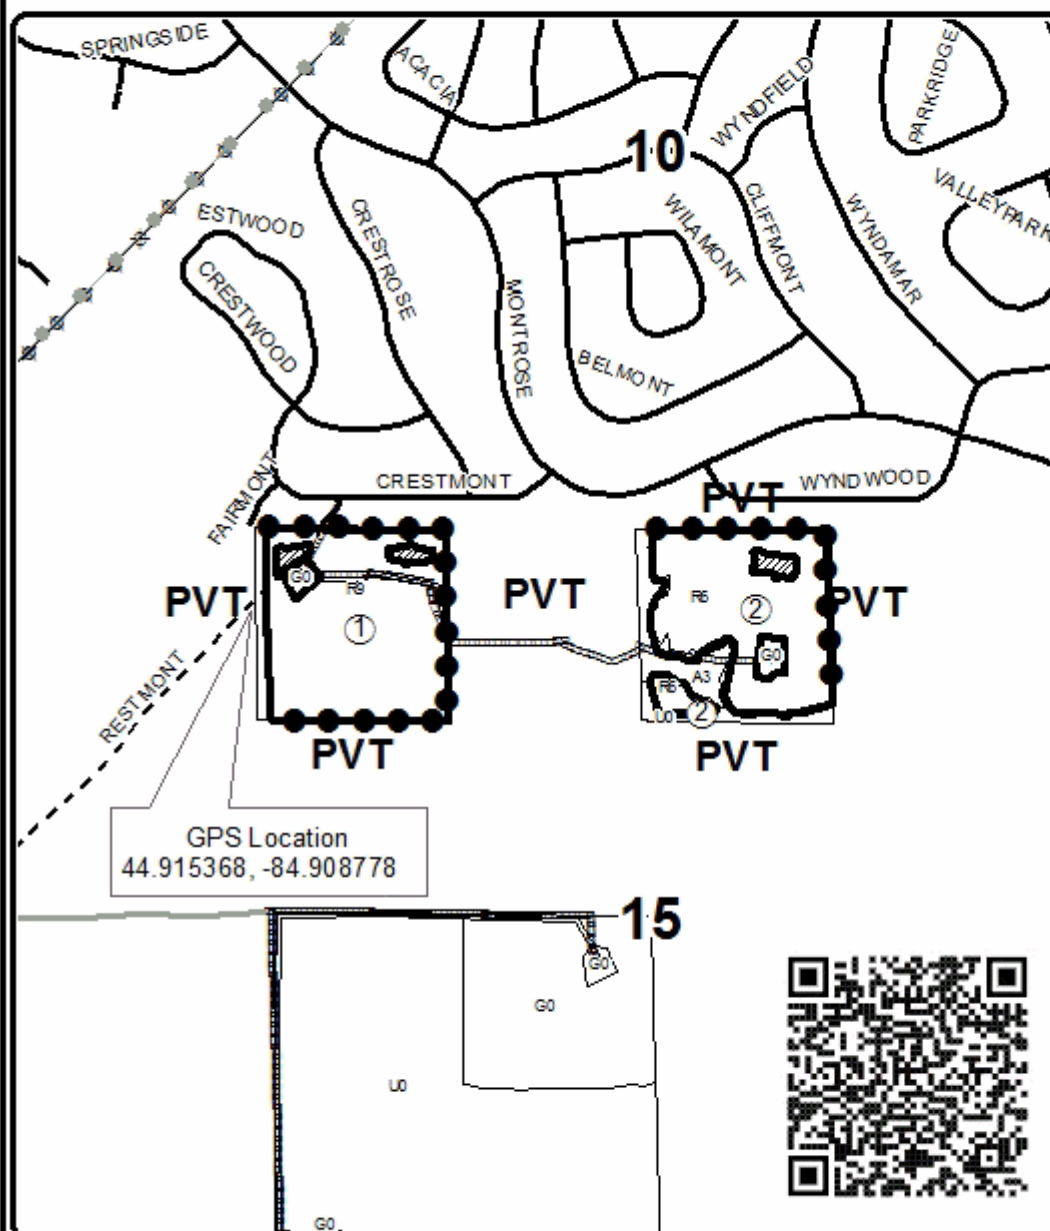 SPRINGSIDE
ACACIA
WYNDFIELD
PARKRIDGE
10
VALLEYPARK
ESTWOOD
CRESTROSE
WILAMONT
CLIFFMONT
WYNDAMAR
CRESTWOOD
MONTROSE
BELMONT
FAIRMONT
CRESTMONT
WYNDWOOD
PVT
G0
R9
PVT
PVT
R6
2
PVT
1
G0
A3
R6
U0
2
RESTMONT
PVT
PVT
GPS Location
44.915368, -84.908778
15
G0
G0
U0
G0